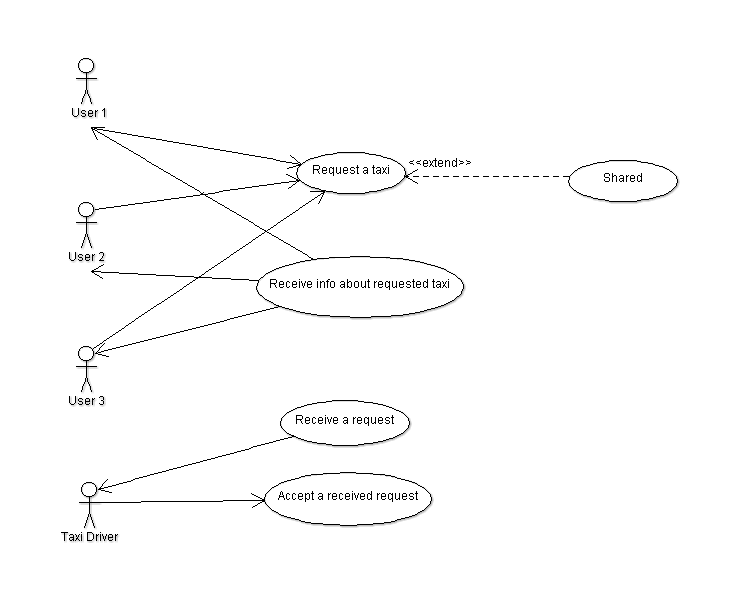 User 1
<<extend>>
Request a taxi
Shared
User 2
Receive info about requested taxi
User 3
Receive a request
Accept a received request
Taxi Driver